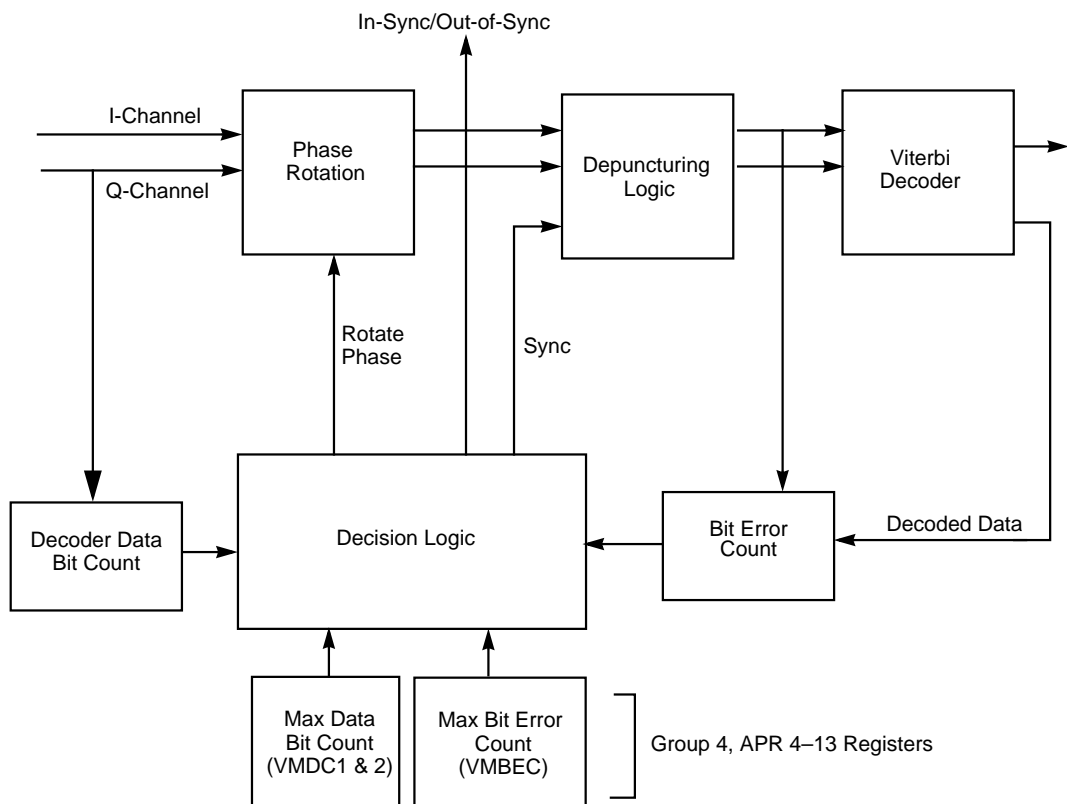 In-Sync/Out-of-Sync
I-Channel
Q-Channel
Phase
Rotation
Depuncturing
Logic
Viterbi
Decoder
Rotate
Phase
Sync
Decoder Data
Bit Count
Decision Logic
Bit Error
Count
Decoded Data
Max Data
Bit Count
(VMDC1 & 2)
Max Bit Error
Count
(VMBEC)
Group 4, APR 4–13 Registers